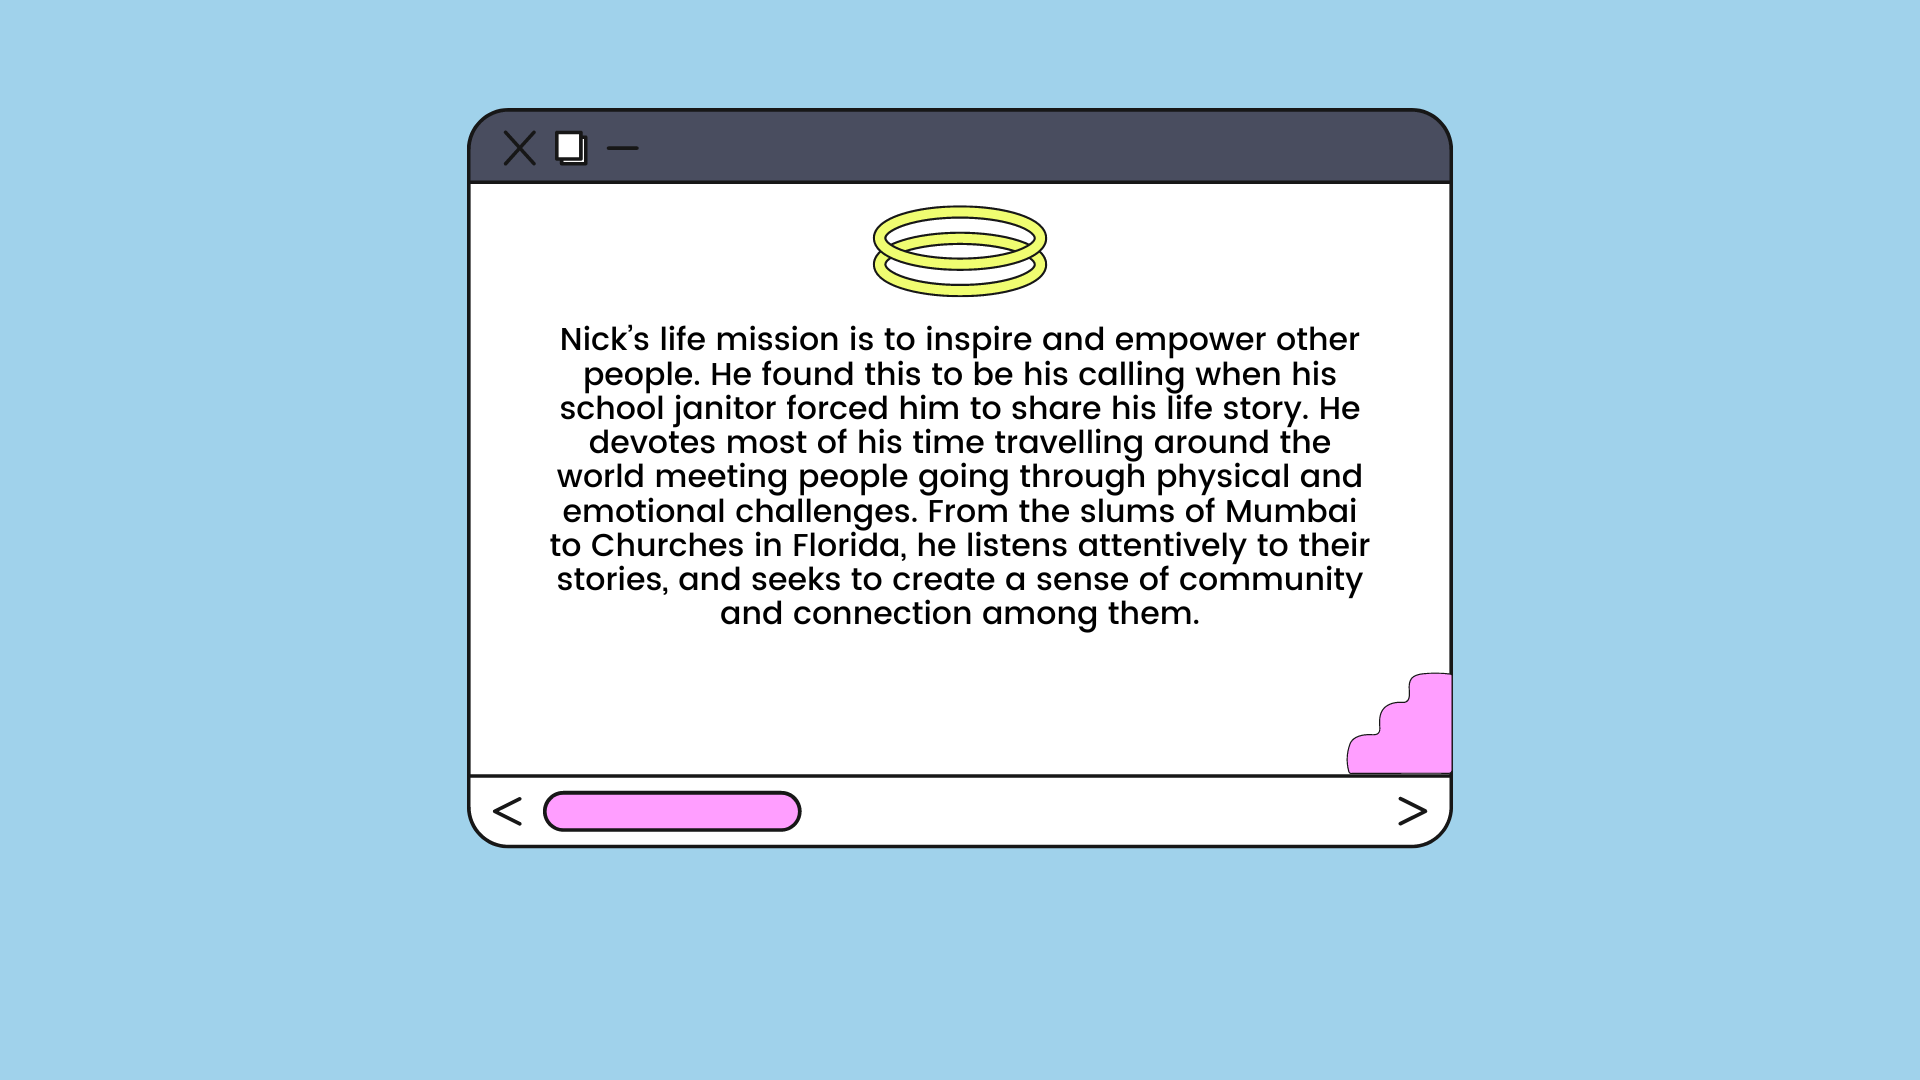 Nick’s life mission is to inspire and empower other
people. He found this to be his calling when his
school janitor forced him to share his life story. He
devotes most of his time travelling around the
world meeting people going through physical and
emotional challenges. From the slums of Mumbai
to Churches in Florida, he listens attentively to their
stories, and seeks to create a sense of community
and connection among them.